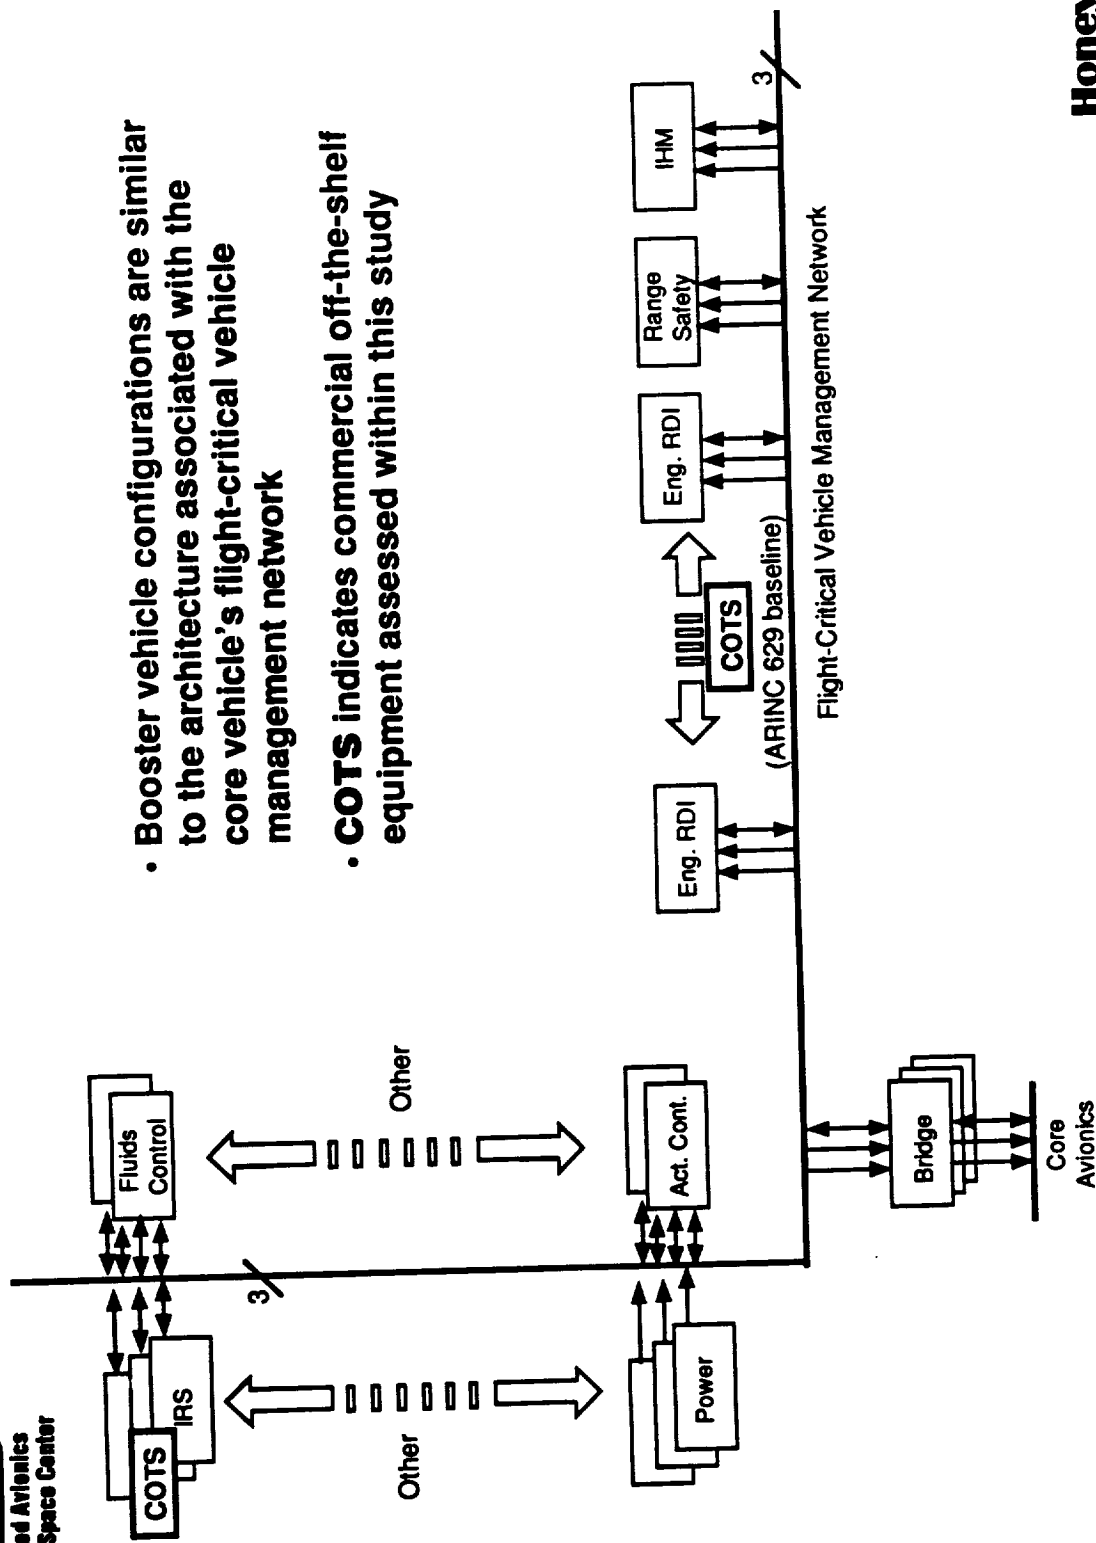 ed Avionics
Space Center
• Booster vehicle configurations are similar
to the architecture associated with the
core vehicle's flight-critical vehicle
management network
• COTS indicates commercial off-the-shelf
equipment assessed within this study
COTS
IRS
Fluids
Control
3
Other
Other
Power
Act. Cont.
Bridge
Core
Avionics
Eng. RDI
COTS
(ARINC 629 baseline)
Eng. RDI
Range
Safety
IHM
3
Flight-Critical Vehicle Management Network
Honey